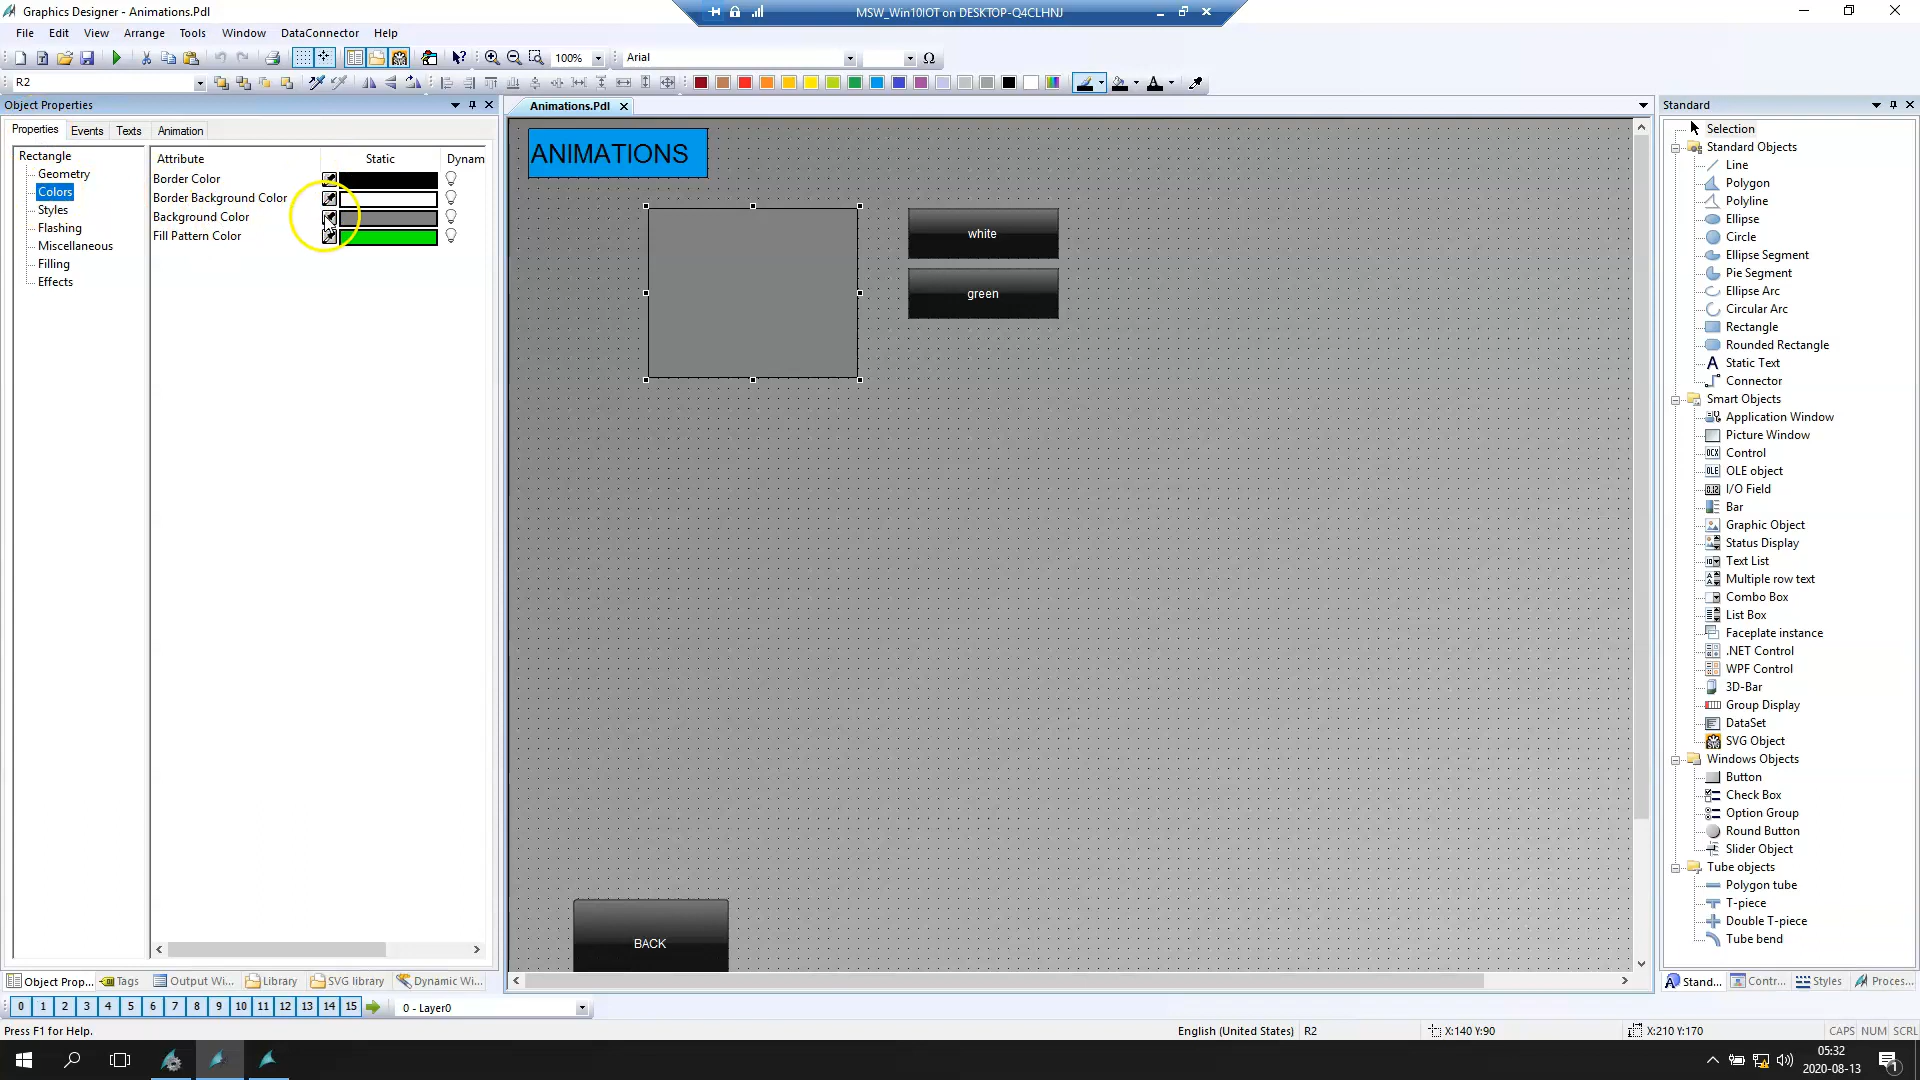 Graphics Designer - Animations.Pdl
MSW_Win10IOT on DESKTOP-Q4CLHNJ
File Edit View Arrange Tools Window DataConnector Help
100% Arial Ω
R2 A
Object Properties
Animations.Pdl
Standard
Properties Events Texts Animation
Rectangle
Geometry
Colors
Styles
Flashing
Miscellaneous
Filling
Effects
Attribute Static Dynam
Border Color
Border Background Color
Background Color
Fill Pattern Color
ANIMATIONS
white
green
BACK
Selection
Standard Objects
Line
Polygon
Polyline
Ellipse
Circle
Ellipse Segment
Pie Segment
Ellipse Arc
Circular Arc
Rectangle
Rounded Rectangle
A Static Text
Connector
Smart Objects
Application Window
Picture Window
OCX Control
OLE OLE object
0.12 I/O Field
Bar
Graphic Object
Status Display
Text List
Multiple row text
Combo Box
List Box
Faceplate instance
.NET Control
WPF Control
3D-Bar
Group Display
DataSet
SVG Object
Windows Objects
Button
Check Box
Option Group
Round Button
Slider Object
Tube objects
Polygon tube
T-piece
Double T-piece
Tube bend
Object Prop... Tags Output Wi... Library SVG library Dynamic Wi...
Stand... Contr... Styles Proces...
0 1 2 3 4 5 6 7 8 9 10 11 12 13 14 15 0 - Layer0
Press F1 for Help. English (United States) R2 X:140 Y:90 X:210 Y:170 CAPS NUM SCRL
05:32
2020-08-13
1